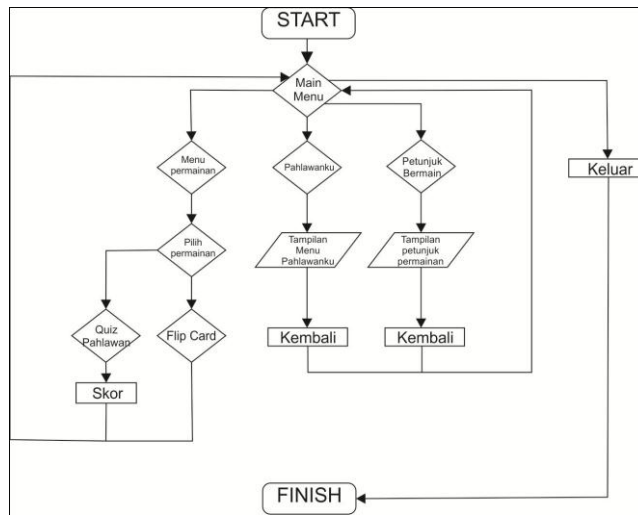 START
Main
Menu
Menu
permainan
Pahlawanku
Petunjuk
Bermain
Keluar
Pilih
permainan
Tampilan
Menu
Pahlawanku
Tampilan
petunjuk
permainan
Quiz
Pahlawan
Flip Card
Kembali
Kembali
Skor
FINISH